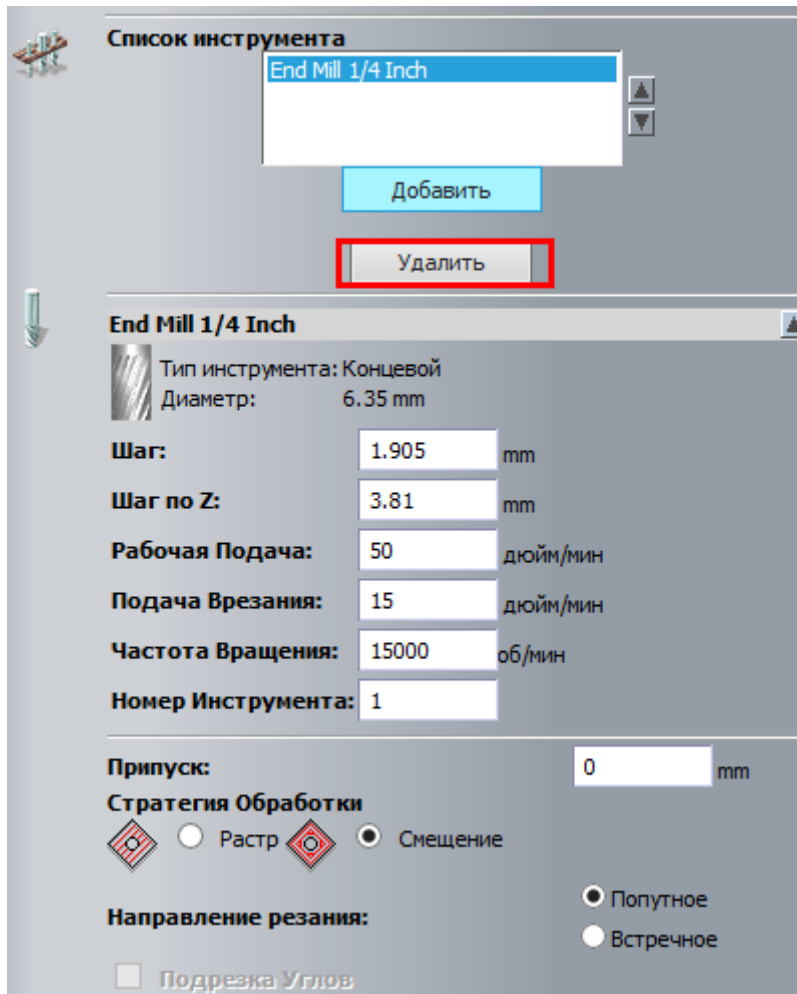 Список инструмента
End Mill 1/4 Inch
Добавить
Удалить
End Mill 1/4 Inch
Тип инструмента: Концевой
Диаметр: 6.35 mm
Шаг: 1.905 mm
Шаг по Z: 3.81 mm
Рабочая Подача: 50 дюйм/мин
Подача Врезания: 15 дюйм/мин
Частота Вращения: 15000 об/мин
Номер Инструмента: 1
Припуск: 0 mm
Стратегия Обработки
Растр Смещение
Направление резания:
Попутное
Встречное
Подрезка Углов